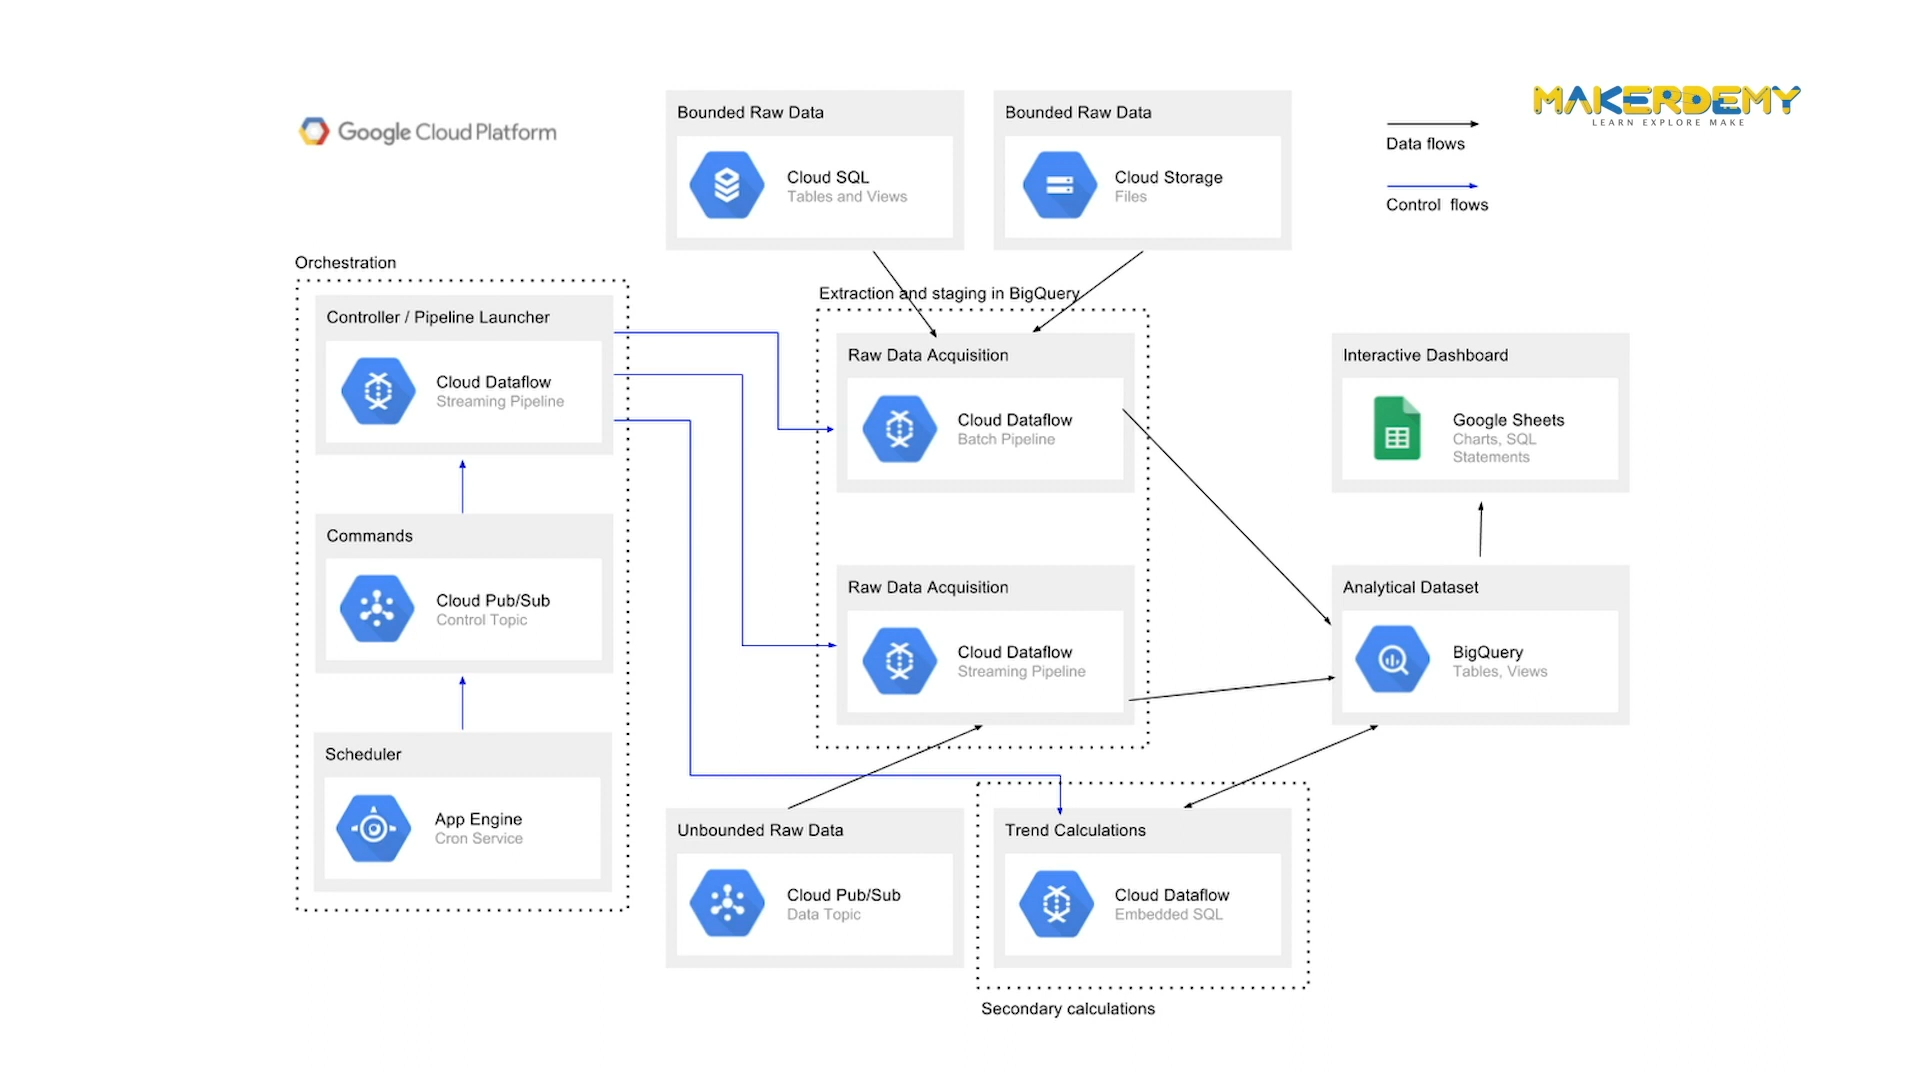 Google Cloud Platform
Bounded Raw Data
Cloud SQL
Tables and Views
Bounded Raw Data
Cloud Storage
Files
Data flows
Control flows
MAKERDEMY
LEARN EXPLORE MAKE
Orchestration
Controller / Pipeline Launcher
Cloud Dataflow
Streaming Pipeline
Commands
Cloud Pub/Sub
Control Topic
Scheduler
App Engine
Cron Service
Extraction and staging in BigQuery
Raw Data Acquisition
Cloud Dataflow
Batch Pipeline
Raw Data Acquisition
Cloud Dataflow
Streaming Pipeline
Interactive Dashboard
Google Sheets
Charts, SQL
Statements
Analytical Dataset
BigQuery
Tables, Views
Unbounded Raw Data
Cloud Pub/Sub
Data Topic
Trend Calculations
Cloud Dataflow
Embedded SQL
Secondary calculations